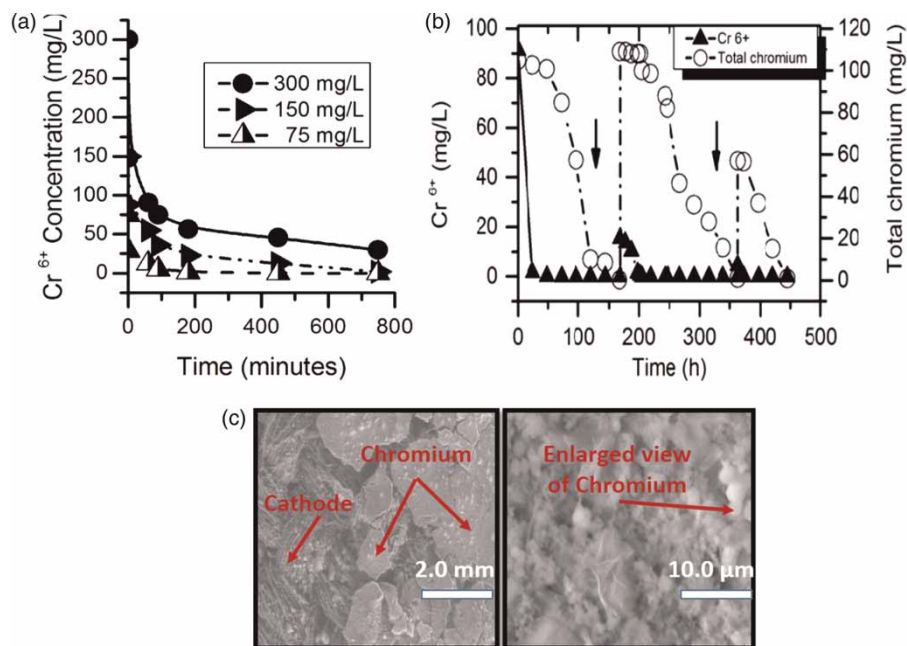 (a)
Cr 6+ Concentration (mg/L)
300
250
200
150
100
50
0
300 mg/L
150 mg/L
75 mg/L
0 200 400 600 800
Time (minutes)
(b)
Cr 6+ (mg/L)
100
80
60
40
20
0
Cr 6+
Total chromium
120
100
80
60
40
20
0
Total chromium (mg/L)
0 100 200 300 400 500
Time (h)
(c)
Chromium
Cathode
2.0 mm
Enlarged view
of Chromium
10.0 µm